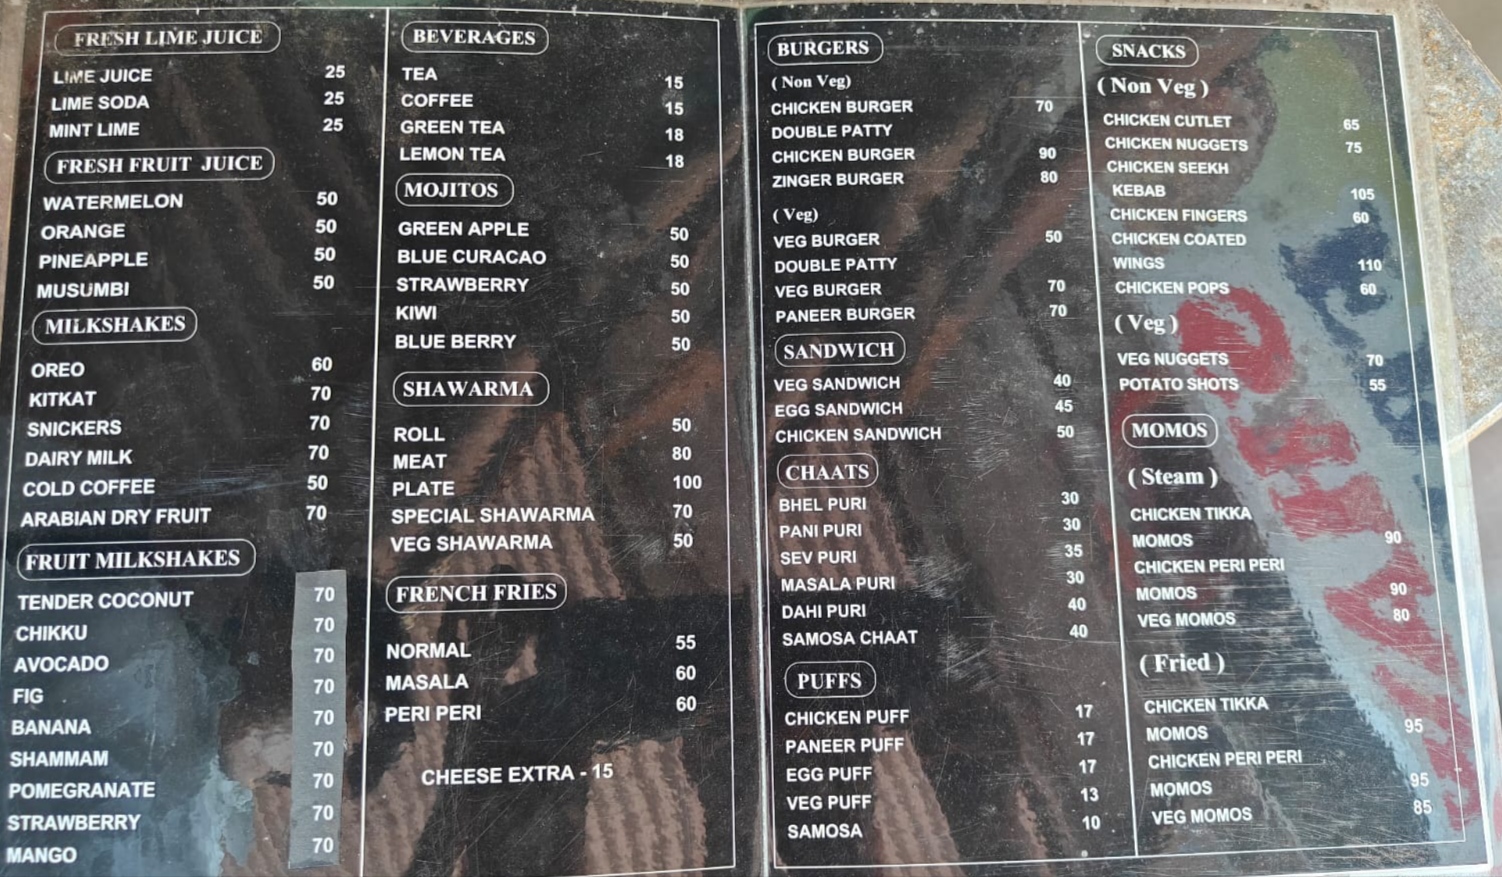 FRESH LIME JUICE
LIME JUICE 25
LIME SODA 25
MINT LIME 25
FRESH FRUIT JUICE
WATERMELON 50
ORANGE 50
PINEAPPLE 50
MUSUMBI 50
MILKSHAKES
OREO 60
KITKAT 70
SNICKERS 70
DAIRY MILK 70
COLD COFFEE 50
ARABIAN DRY FRUIT 70
FRUIT MILKSHAKES
TENDER COCONUT 70
CHIKKU 70
AVOCADO 70
FIG 70
BANANA 70
SHAMMAM 70
POMEGRANATE 70
STRAWBERRY 70
MANGO 70
BEVERAGES
TEA 15
COFFEE 15
GREEN TEA 18
LEMON TEA 18
MOJITOS
GREEN APPLE 50
BLUE CURACAO 50
STRAWBERRY 50
KIWI 50
BLUE BERRY 50
SHAWARMA
ROLL 50
MEAT 80
PLATE 100
SPECIAL SHAWARMA 70
VEG SHAWARMA 50
FRENCH FRIES
NORMAL 55
MASALA 60
PERI PERI 60
CHEESE EXTRA - 15
BURGERS
( Non Veg)
CHICKEN BURGER 70
DOUBLE PATTY
CHICKEN BURGER 90
ZINGER BURGER 80
(Veg)
VEG BURGER 50
DOUBLE PATTY
VEG BURGER 70
PANEER BURGER 70
SANDWICH
VEG SANDWICH 40
EGG SANDWICH 45
CHICKEN SANDWICH 50
CHAATS
BHEL PURI 30
PANI PURI 30
SEV PURI 35
MASALA PURI 30
DAHI PURI 40
SAMOSA CHAAT 40
PUFFS
CHICKEN PUFF 17
PANEER PUFF 17
EGG PUFF 17
VEG PUFF 13
SAMOSA 10
SNACKS
( Non Veg )
CHICKEN CUTLET 65
CHICKEN NUGGETS 75
CHICKEN SEEKH
KEBAB 105
CHICKEN FINGERS 60
CHICKEN COATED
WINGS 110
CHICKEN POPS 60
( Veg )
VEG NUGGETS 70
POTATO SHOTS 55
MOMOS
( Steam )
CHICKEN TIKKA
MOMOS 90
CHICKEN PERI PERI
MOMOS 90
VEG MOMOS 80
( Fried )
CHICKEN TIKKA
MOMOS 95
CHICKEN PERI PERI
MOMOS 95
VEG MOMOS 85